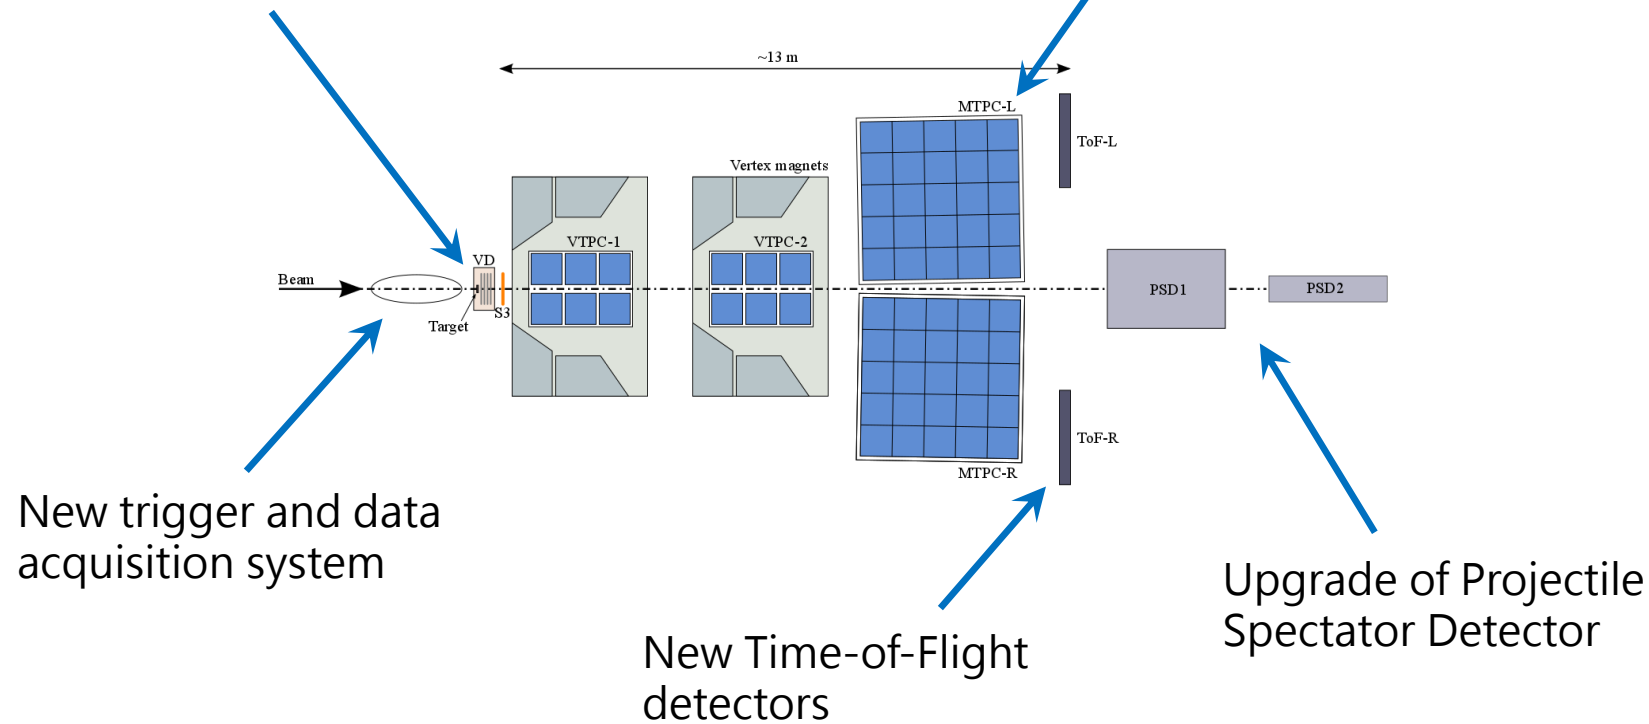 ~13 m
MTPC-L
ToF-L
Vertex magnets
VTPC-1
VTPC-2
VD
Beam
PSD1
PSD2
S3
Target
ToF-R
MTPC-R
New trigger and data
acquisition system
Upgrade of Projectile
Spectator Detector
New Time-of-Flight
detectors